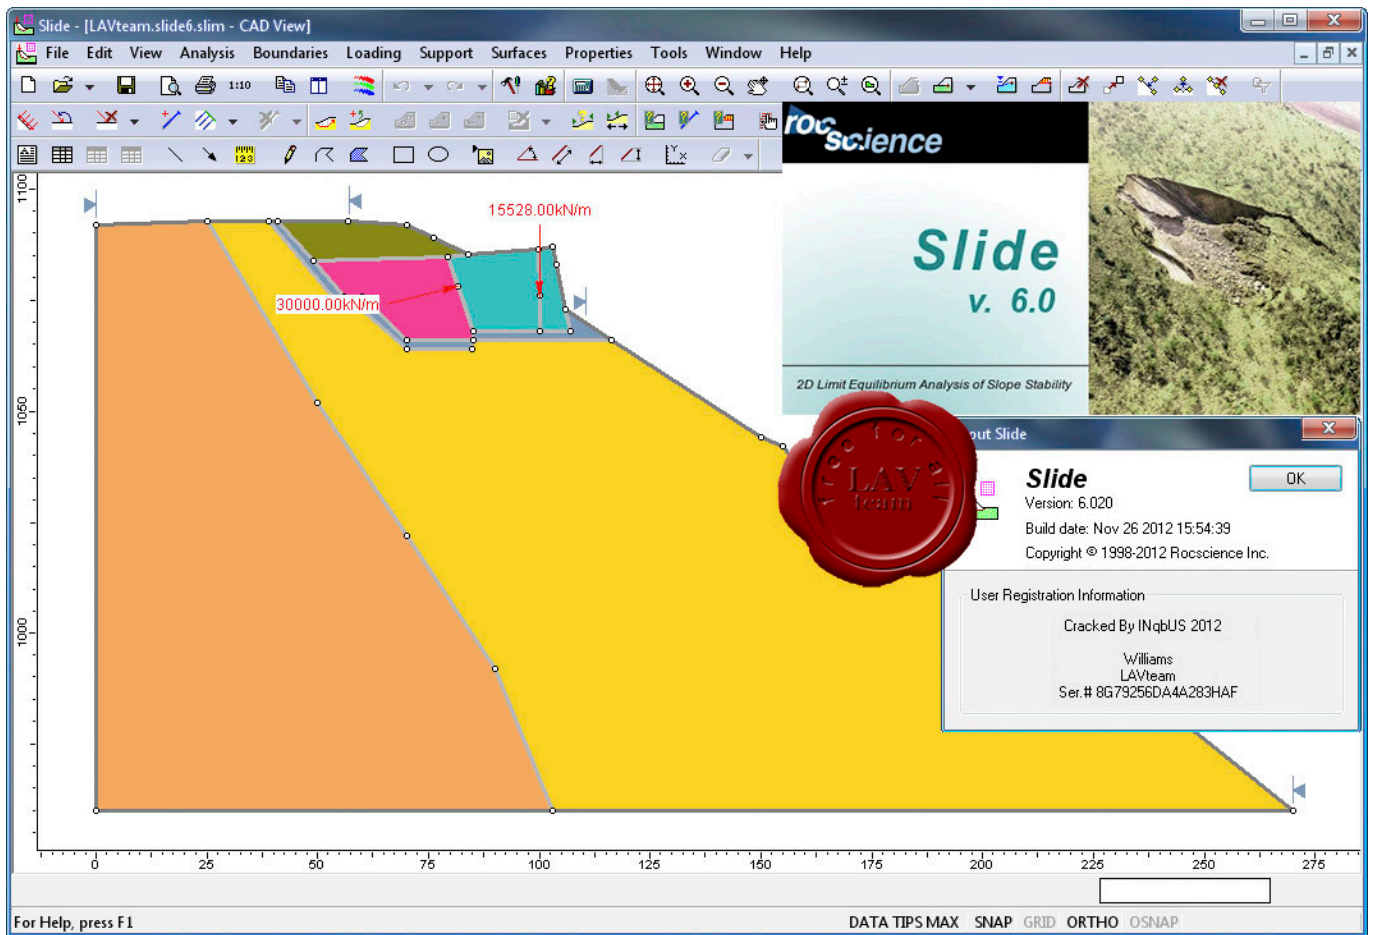 Slide - [LAVteam.slide6.slim - CAD View]
File Edit View Analysis Boundaries Loading Support Surfaces Properties Tools Window Help
1:10
rocscience
Slide
v. 6.0
2D Limit Equilibrium Analysis of Slope Stability
1100
1050
1000
15528.00kN/m
30000.00kN/m
free for all
LAV
team
out Slide
Slide
OK
Version: 6.020
Build date: Nov 26 2012 15:54:39
Copyright © 1998-2012 Rocscience Inc.
User Registration Information
Cracked By INqbUS 2012
Williams
LAVteam
Ser.# 8G79256DA4A283HAF
0 25 50 75 100 125 150 175 200 225 250 275
For Help, press F1
DATA TIPS MAX SNAP GRID ORTHO OSNAP